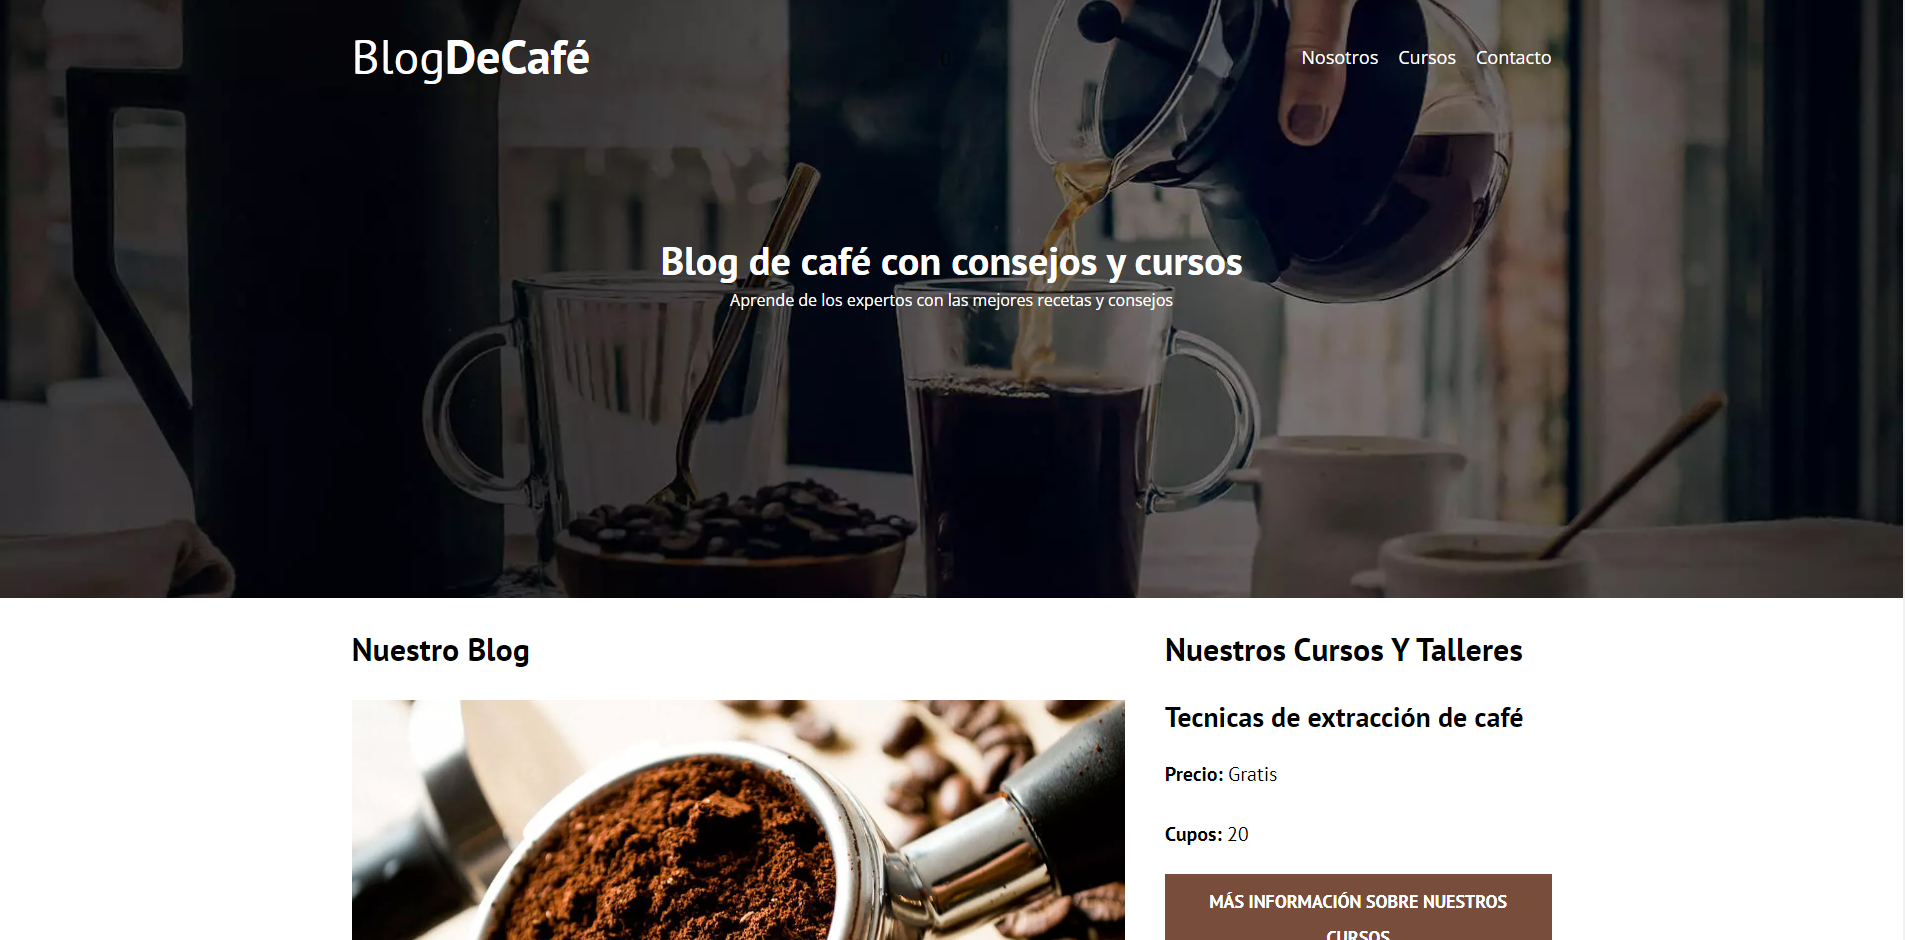 BlogDeCafé
Nosotros Cursos Contacto
Blog de café con consejos y cursos
Aprende de los expertos con las mejores recetas y consejos
Nuestro Blog
Nuestros Cursos Y Talleres
Tecnicas de extracción de café
Precio: Gratis
Cupos: 20
MÁS INFORMACIÓN SOBRE NUESTROS
CURSOS